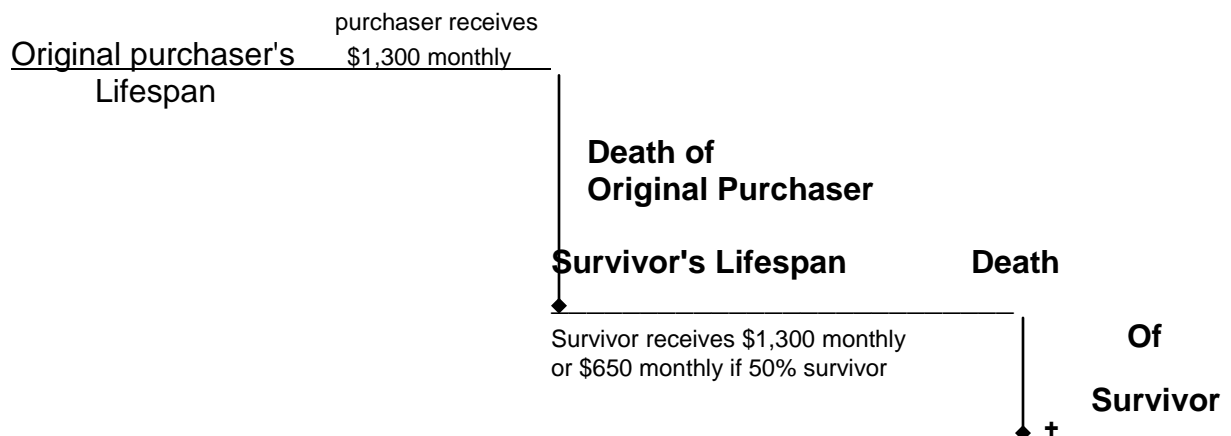 purchaser receives
Original purchaser's $1,300 monthly
Lifespan
Death of
Original Purchaser
Survivor's Lifespan Death
Survivor receives $1,300 monthly Of
or $650 monthly if 50% survivor
Survivor